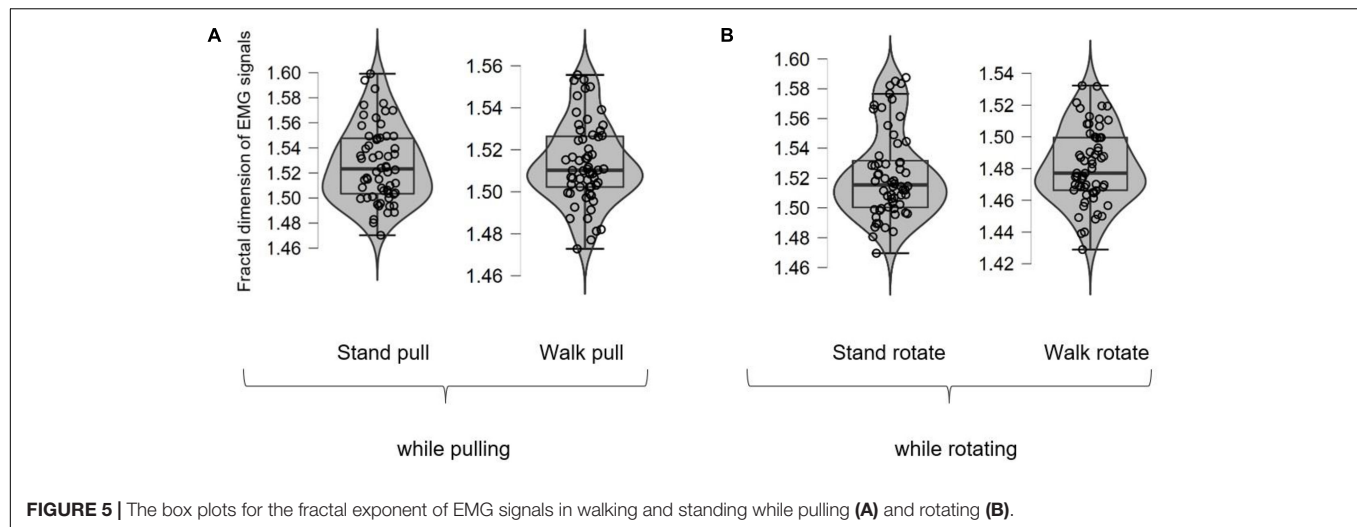 A
Fractal dimension of EMG signals
1.60
1.58
1.56
1.54
1.52
1.50
1.48
1.46
1.56
1.54
1.52
1.50
1.48
1.46
B
1.60
1.58
1.56
1.54
1.52
1.50
1.48
1.46
1.54
1.52
1.50
1.48
1.46
1.44
1.42
Stand pull
Walk pull
Stand rotate
Walk rotate
while pulling
while rotating
FIGURE 5 | The box plots for the fractal exponent of EMG signals in walking and standing while pulling (A) and rotating (B).